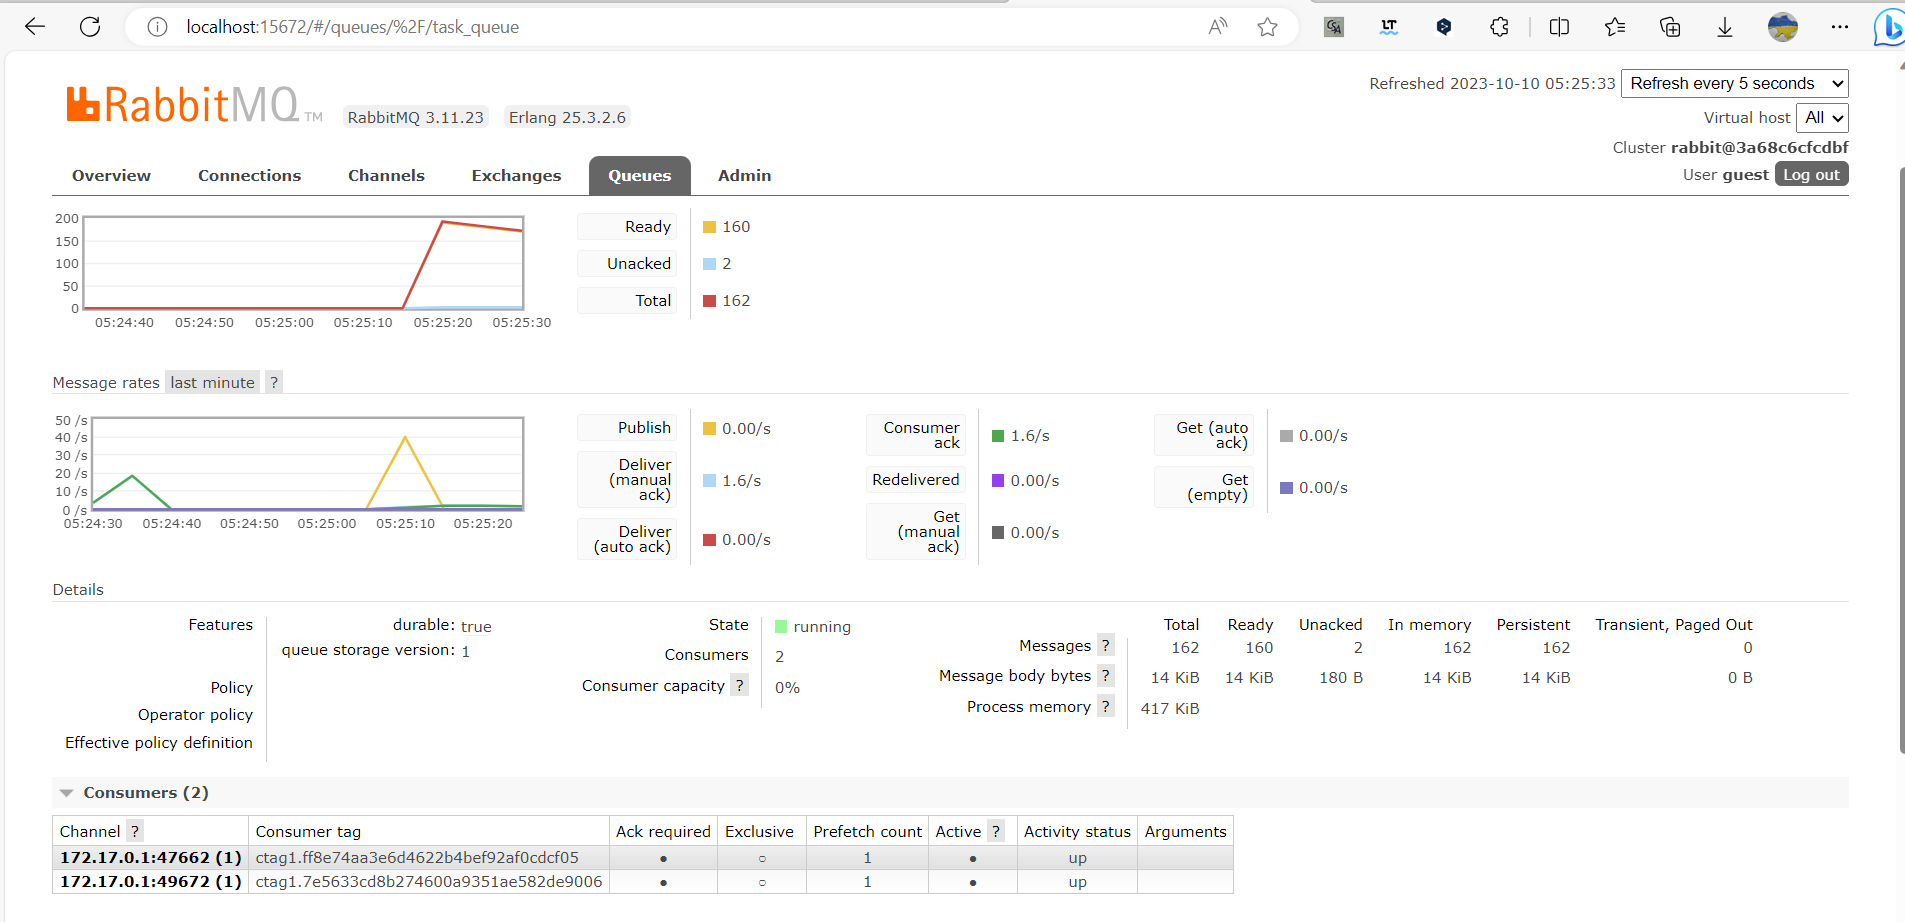 localhost:15672/#/queues/%2F/task_queue
RabbitMQ TM RabbitMQ 3.11.23 Erlang 25.3.2.6
Refreshed 2023-10-10 05:25:33 Refresh every 5 seconds
Virtual host All
Cluster rabbit@3a68c6cfcdbf
User guest Log out
Overview Connections Channels Exchanges Queues Admin
200
150
100
50
0
05:24:40 05:24:50 05:25:00 05:25:10 05:25:20 05:25:30
Ready 160
Unacked 2
Total 162
Message rates last minute ?
50 /s
40 /s
30 /s
20 /s
10 /s
0 /s
05:24:30 05:24:40 05:24:50 05:25:00 05:25:10 05:25:20
Publish 0.00/s
Deliver (manual ack) 1.6/s
Deliver (auto ack) 0.00/s
Consumer ack 1.6/s
Redelivered 0.00/s
Get (manual ack) 0.00/s
Get (auto ack) 0.00/s
Get (empty) 0.00/s
Details
Features durable: true
queue storage version: 1
Policy
Operator policy
Effective policy definition
State running
Consumers 2
Consumer capacity ? 0%
Total Ready Unacked In memory Persistent Transient, Paged Out
Messages ? 162 160 2 162 162 0
Message body bytes ? 14 KiB 14 KiB 180 B 14 KiB 14 KiB 0 B
Process memory ? 417 KiB
Consumers (2)
Channel ? Consumer tag Ack required Exclusive Prefetch count Active ? Activity status Arguments
172.17.0.1:47662 (1) ctag1.ff8e74aa3e6d4622b4bef92af0cdcf05 ● ○ 1 ● up
172.17.0.1:49672 (1) ctag1.7e5633cd8b274600a9351ae582de9006 ● ○ 1 ● up